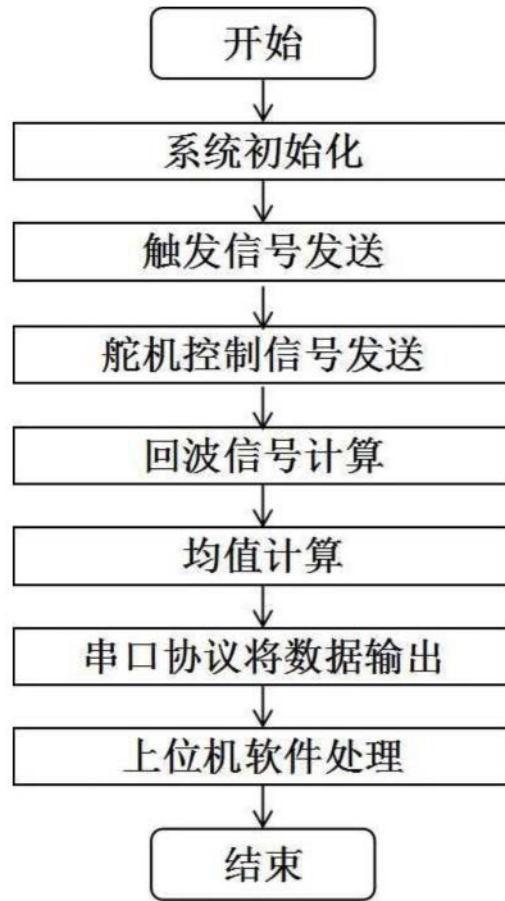 开始
系统初始化
触发信号发送
舵机控制信号发送
回波信号计算
均值计算
串口协议将数据输出
上位机软件处理
结束